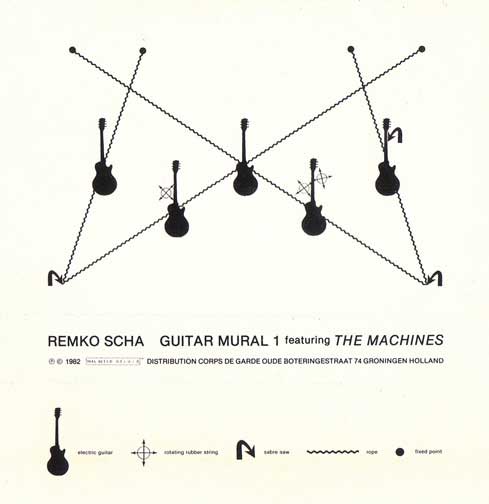 REMKO SCHA GUITAR MURAL 1 featuring THE MACHINES
℗ © 1982 DISTRIBUTION CORPS DE GARDE OUDE BOTERINGESTRAAT 74 GRONINGEN HOLLAND
electric guitar rotating rubber string sabre saw rope fixed point